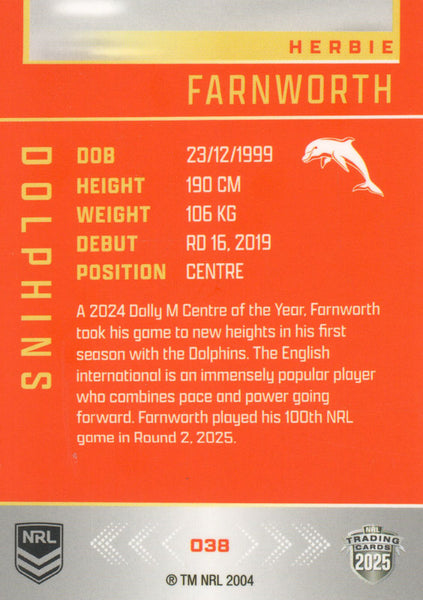 HERBIE
FARNWORTH
DOLPHINS
DOB 23/12/1999
HEIGHT 190 CM
WEIGHT 106 KG
DEBUT RD 16, 2019
POSITION CENTRE
A 2024 Dally M Centre of the Year, Farnworth
took his game to new heights in his first
season with the Dolphins. The English
international is an immensely popular player
who combines pace and power going
forward. Farnworth played his 100th NRL
game in Round 2, 2025.
NRL
038
NRL
TRADING
CARDS
2025
® TM NRL 2004